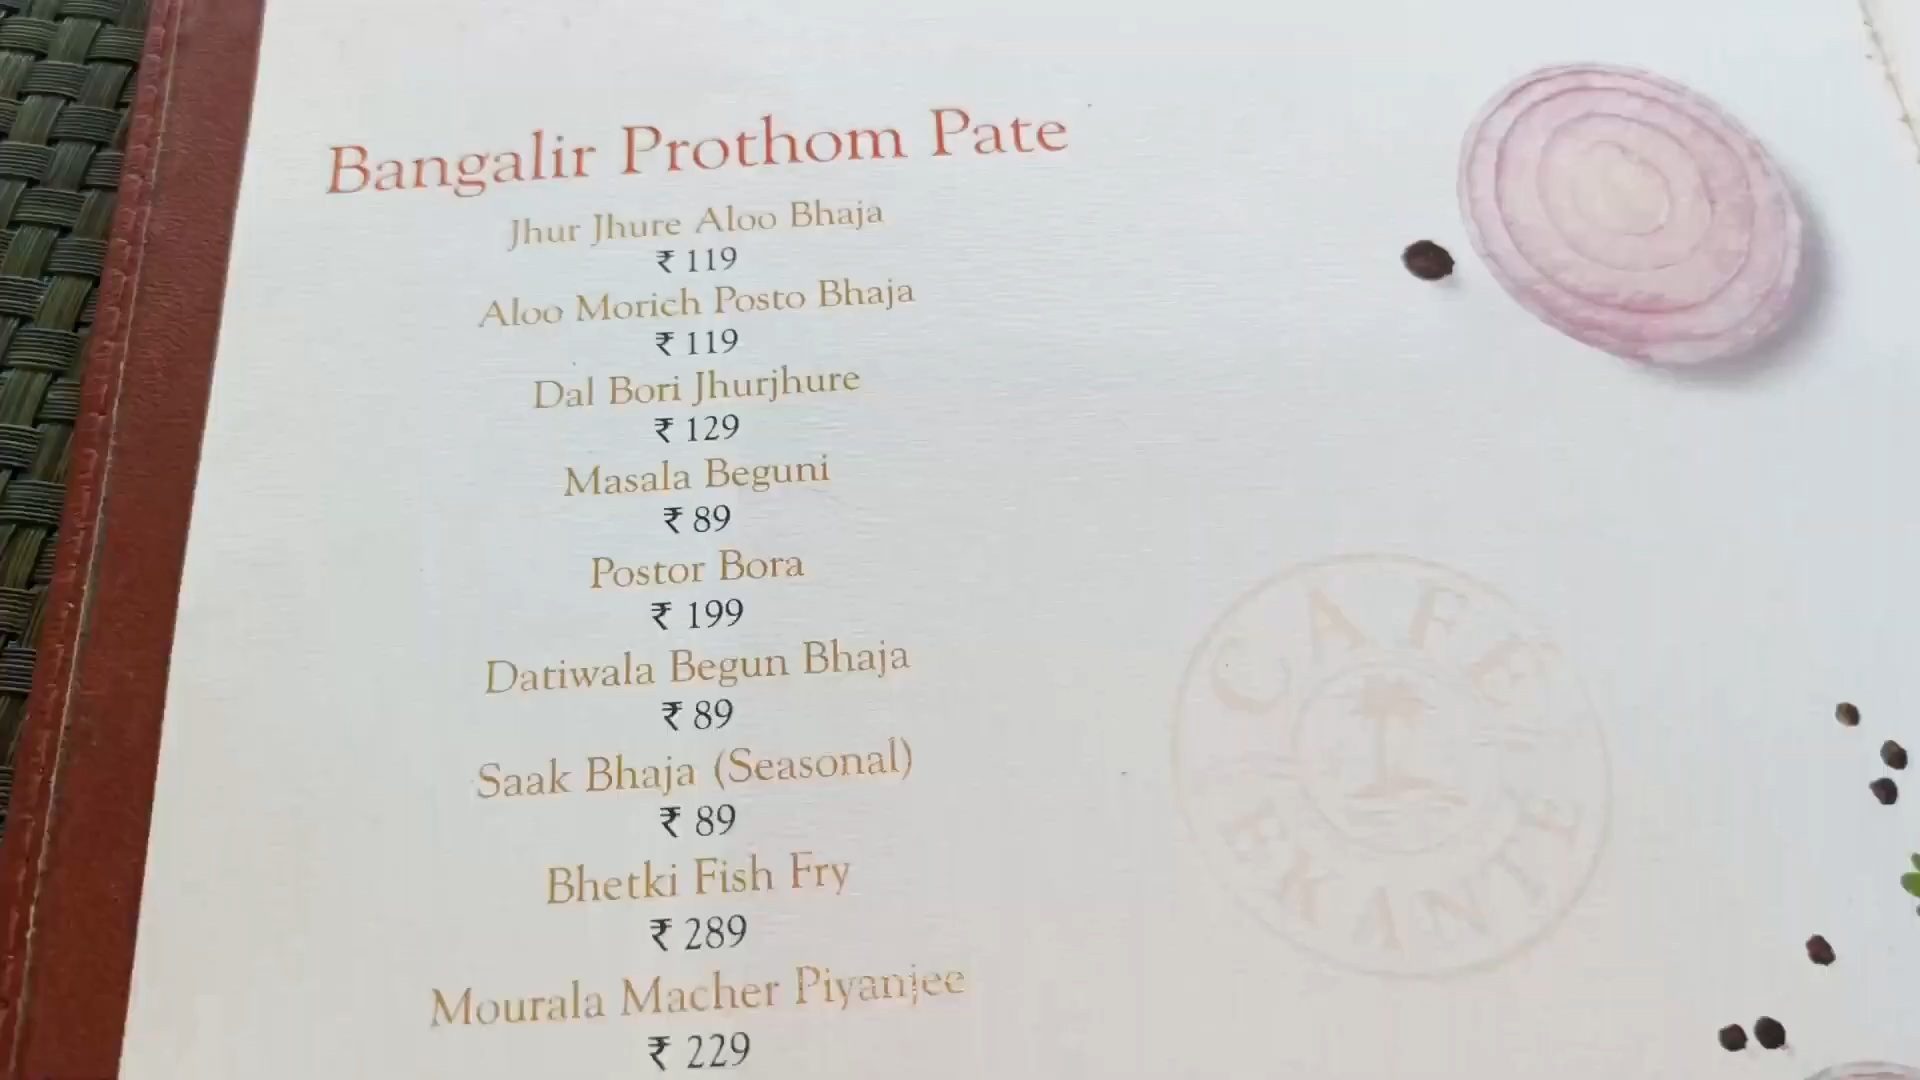 Bangalir Prothom Pate
Jhur Jhure Aloo Bhaja
₹ 119
Aloo Morich Posto Bhaja
₹ 119
Dal Bori Jhurjhure
₹ 129
Masala Beguni
₹ 89
Postor Bora
₹ 199
Datiwala Begun Bhaja
₹ 89
Saak Bhaja (Seasonal)
₹ 89
Bhetki Fish Fry
₹ 289
Mourala Macher Piyanjee
₹ 229
CAFE
EKANTE